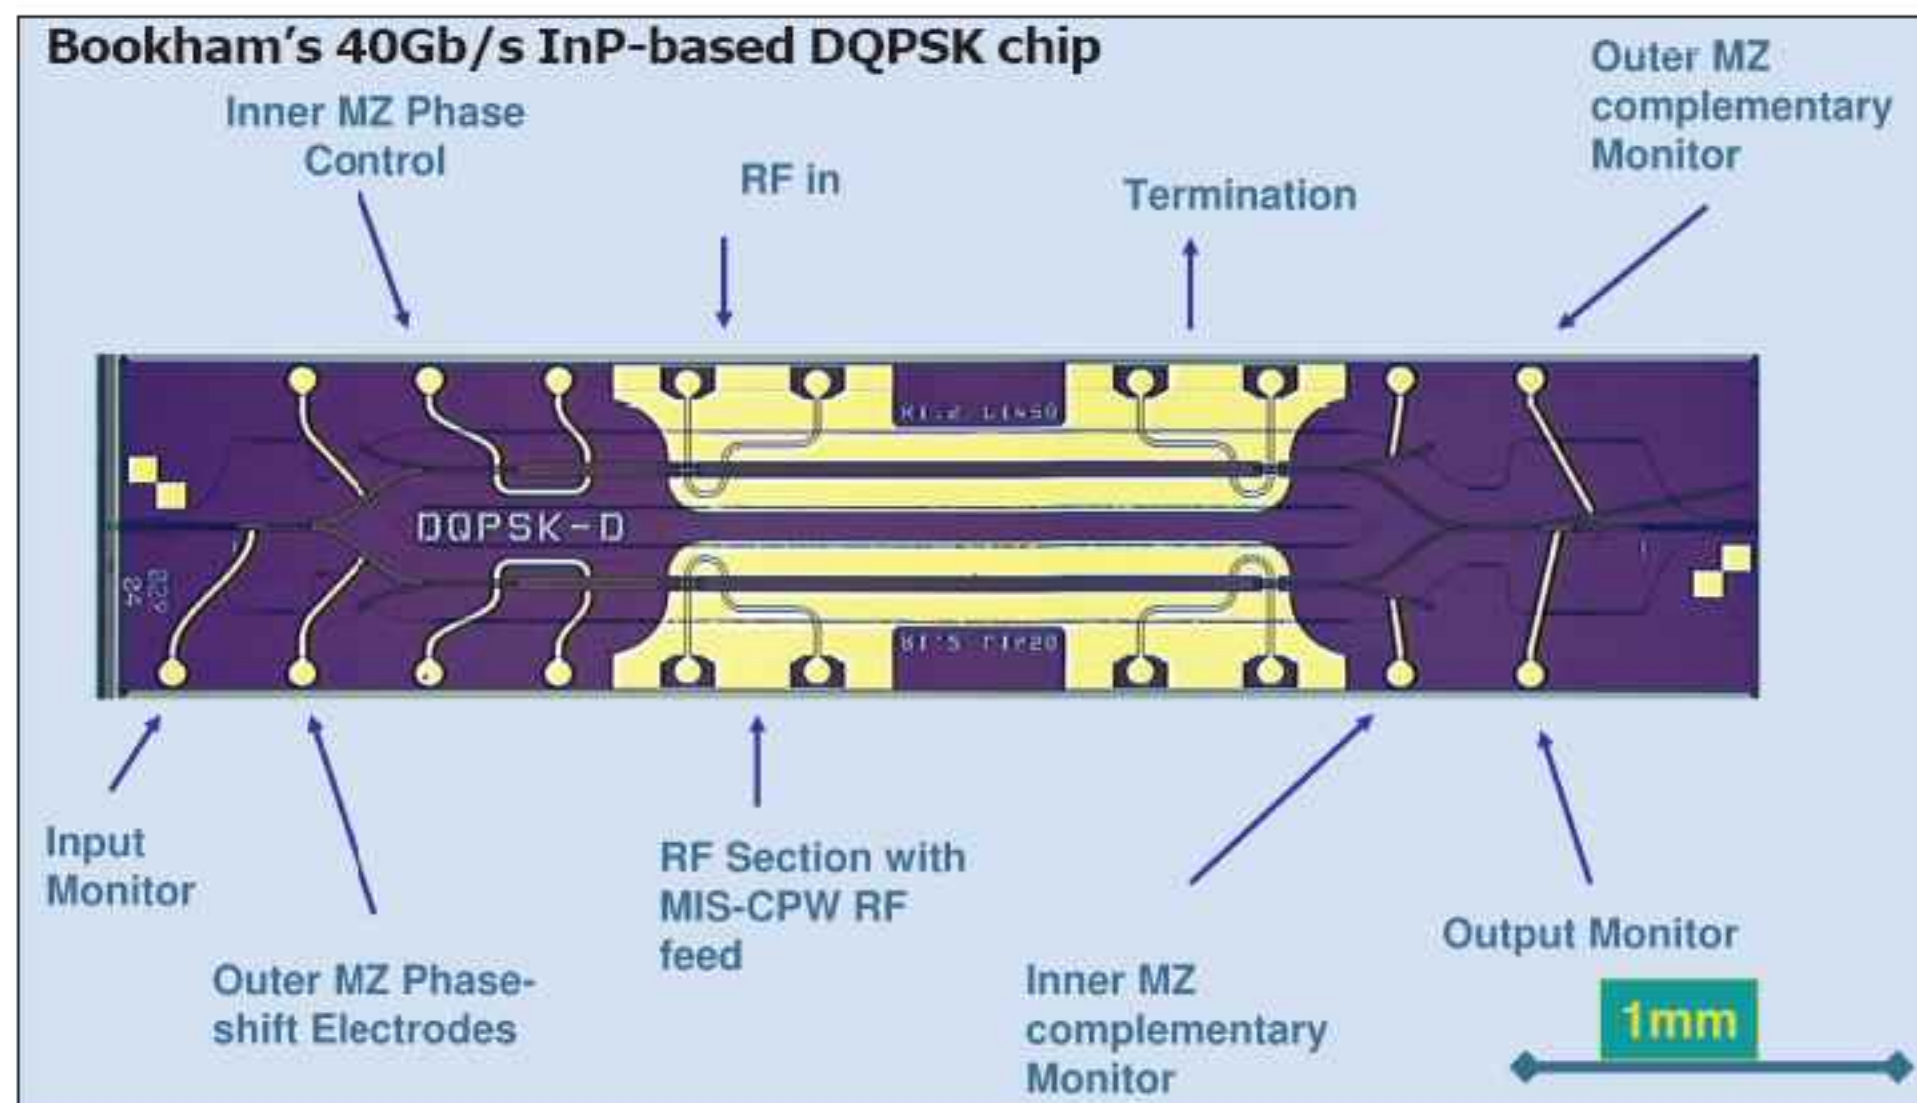 Bookham's 40Gb/s InP-based DQPSK chip
Inner MZ Phase
Control
RF in
Termination
Outer MZ
complementary
Monitor
DQPSK-D
Input
Monitor
Outer MZ Phase-
shift Electrodes
RF Section with
MIS-CPW RF
feed
Inner MZ
complementary
Monitor
Output Monitor
1mm